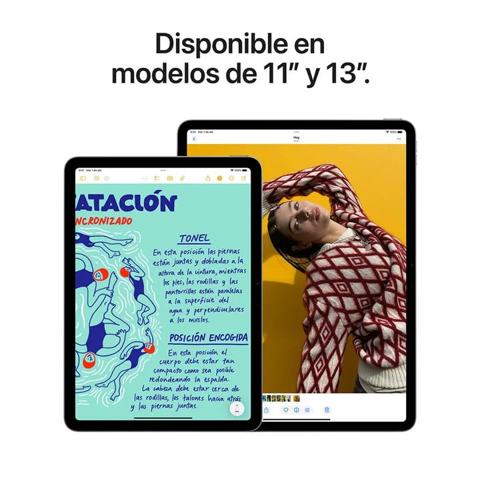 Disponible en
modelos de 11” y 13”.
ATACIÓN
NCRONIZADO
TONEL
En esta posición las piernas
están juntas y dobladas a la
altura de la cintura, mientras
los pies, las rodillas y las
pantorrillas están paralelas
a la superficie del
agua y perpendiculares
a los muslos.
POSICIÓN ENCOGIDA
En esta posición el
cuerpo debe estar tan
compacto como sea posible
redondeando la espalda.
La cabeza debe estar cerca de
las rodillas, los talones hacia atrás
y las piernas juntas.
Hoy